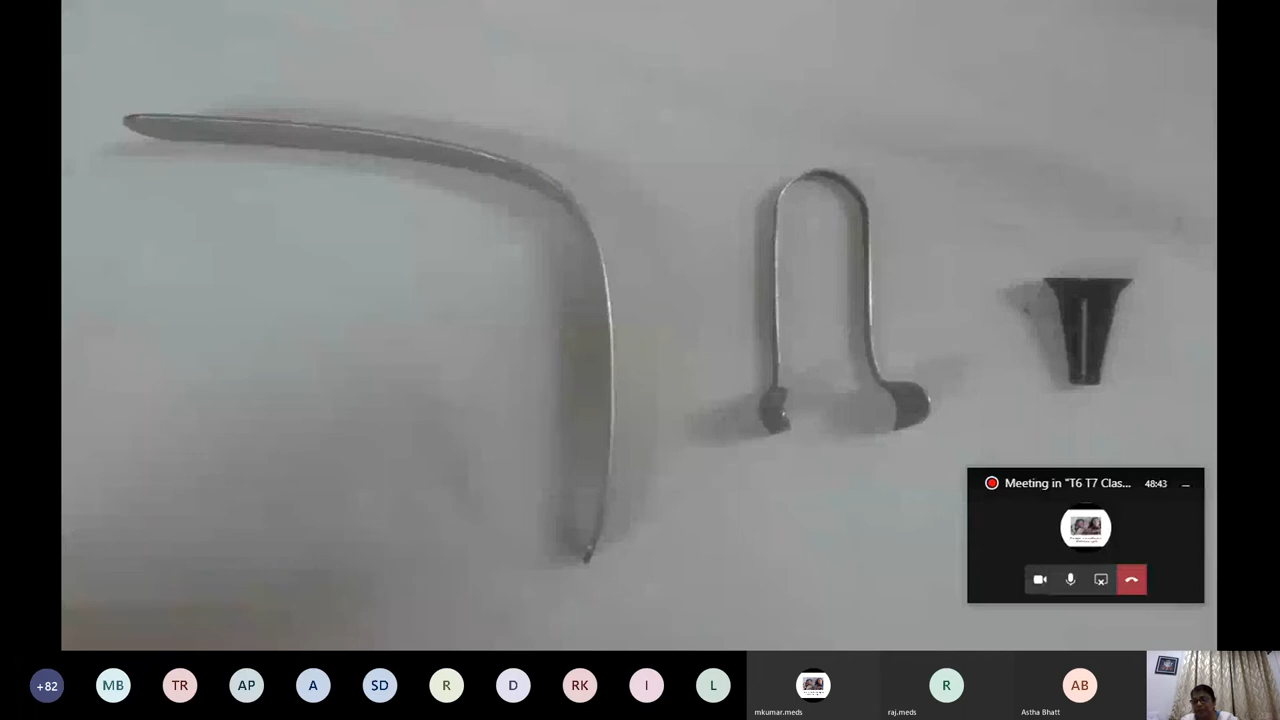 Meeting in "T6 T7 Clas...
48:43
+82
MB
TR
AP
A
SD
R
D
RK
I
L
mkumar.meds
R
raj.meds
AB
Astha Bhatt